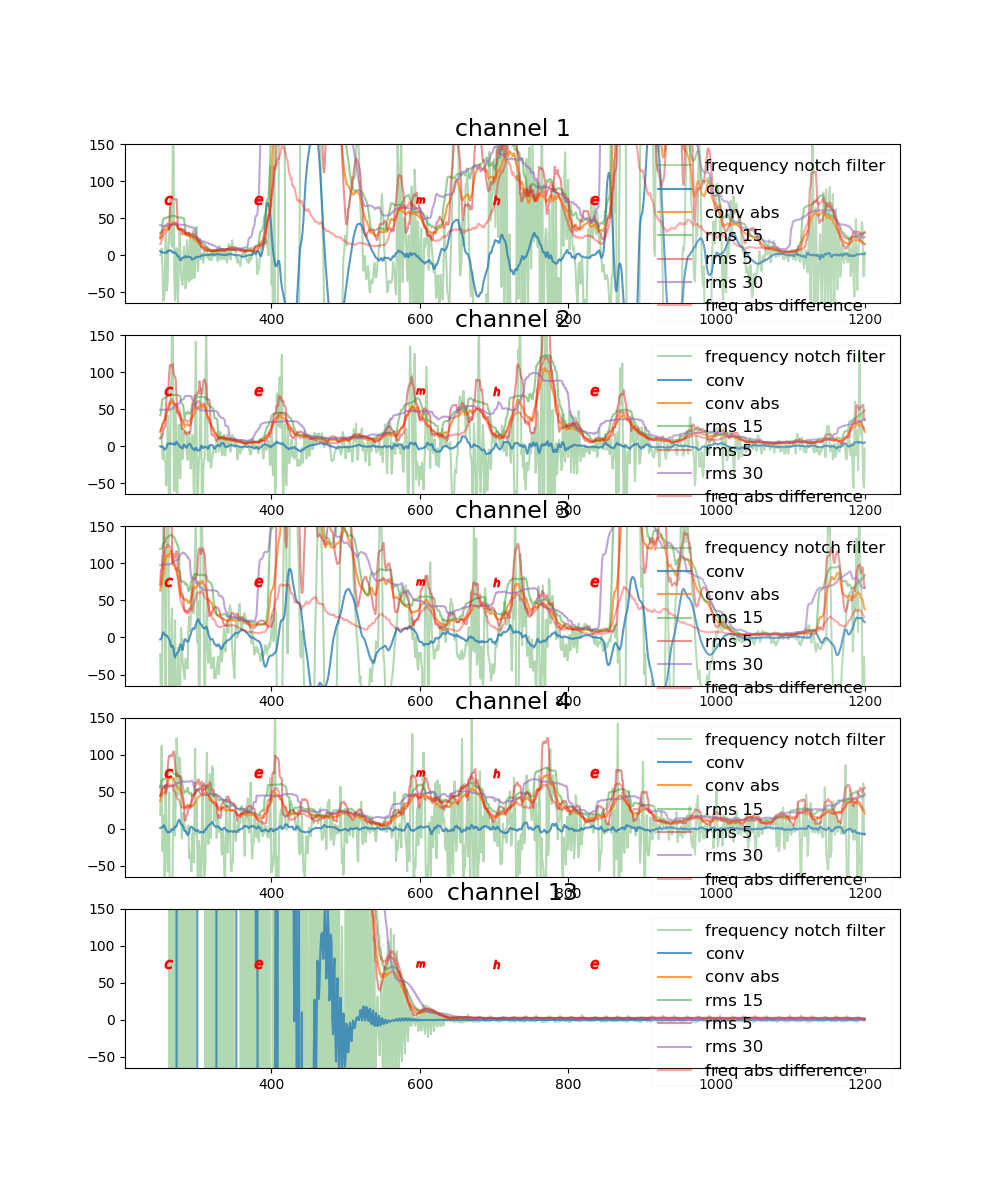 channel 1
150
100
50
0
−50
c e m h e
frequency notch filter
conv
conv abs
rms 15
rms 5
rms 30
freq abs difference
400 600 800 1000 1200
channel 2
150
100
50
0
−50
c e m h e
frequency notch filter
conv
conv abs
rms 15
rms 5
rms 30
freq abs difference
400 600 800 1000 1200
channel 3
150
100
50
0
−50
c e m h e
frequency notch filter
conv
conv abs
rms 15
rms 5
rms 30
freq abs difference
400 600 800 1000 1200
channel 4
150
100
50
0
−50
c e m h e
frequency notch filter
conv
conv abs
rms 15
rms 5
rms 30
freq abs difference
400 600 800 1000 1200
channel 13
150
100
50
0
−50
c e m h e
frequency notch filter
conv
conv abs
rms 15
rms 5
rms 30
freq abs difference
400 600 800 1000 1200